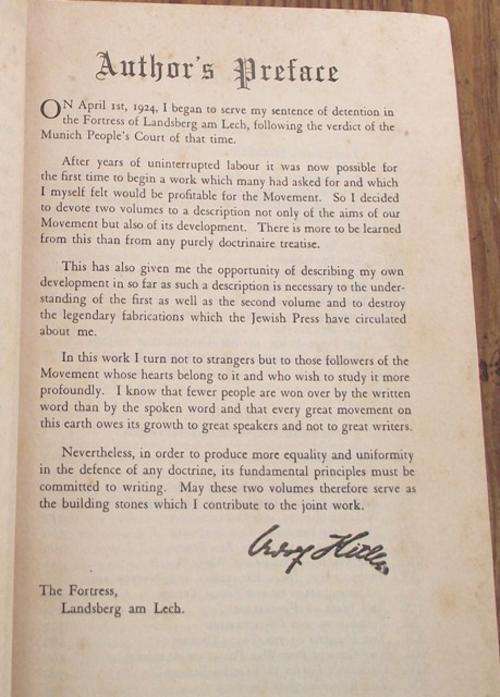 Author's Preface
ON April 1st, 1924, I began to serve my sentence of detention in
the Fortress of Landsberg am Lech, following the verdict of the
Munich People's Court of that time.
After years of uninterrupted labour it was now possible for
the first time to begin a work which many had asked for and which
I myself felt would be profitable for the Movement. So I decided
to devote two volumes to a description not only of the aims of our
Movement but also of its development. There is more to be learned
from this than from any purely doctrinaire treatise.
This has also given me the opportunity of describing my own
development in so far as such a description is necessary to the under-
standing of the first as well as the second volume and to destroy
the legendary fabrications which the Jewish Press have circulated
about me.
In this work I turn not to strangers but to those followers of the
Movement whose hearts belong to it and who wish to study it more
profoundly. I know that fewer people are won over by the written
word than by the spoken word and that every great movement on
this earth owes its growth to great speakers and not to great writers.
Nevertheless, in order to produce more equality and uniformity
in the defence of any doctrine, its fundamental principles must be
committed to writing. May these two volumes therefore serve as
the building stones which I contribute to the joint work.
Adolf Hitler
The Fortress,
Landsberg am Lech.